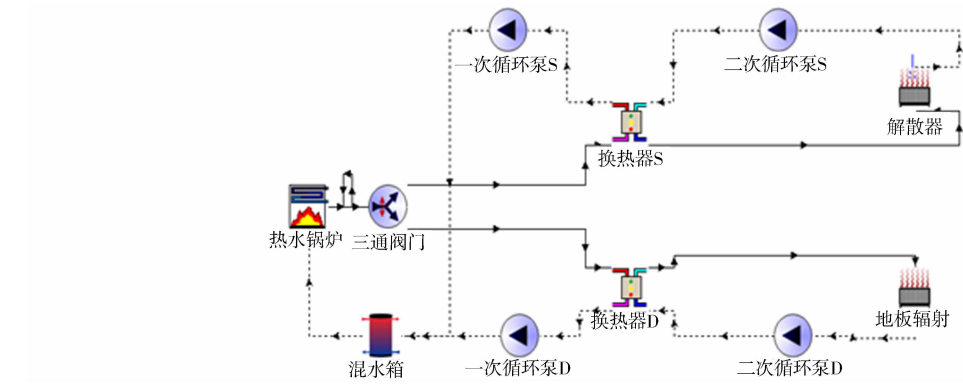 一次循环泵S
二次循环泵S
解散器
换热器S
热水锅炉
三通阀门
换热器D
地板辐射
混水箱
一次循环泵D
二次循环泵D